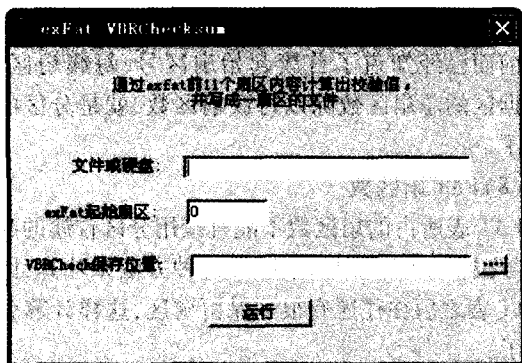 exFat VBRChecksum
通过exfat前11个扇区内容计算出校验值，
并写成一扇区的文件
文件或硬盘:
exFat起始扇区: 0
VBRCheck保存位置: ....
运行